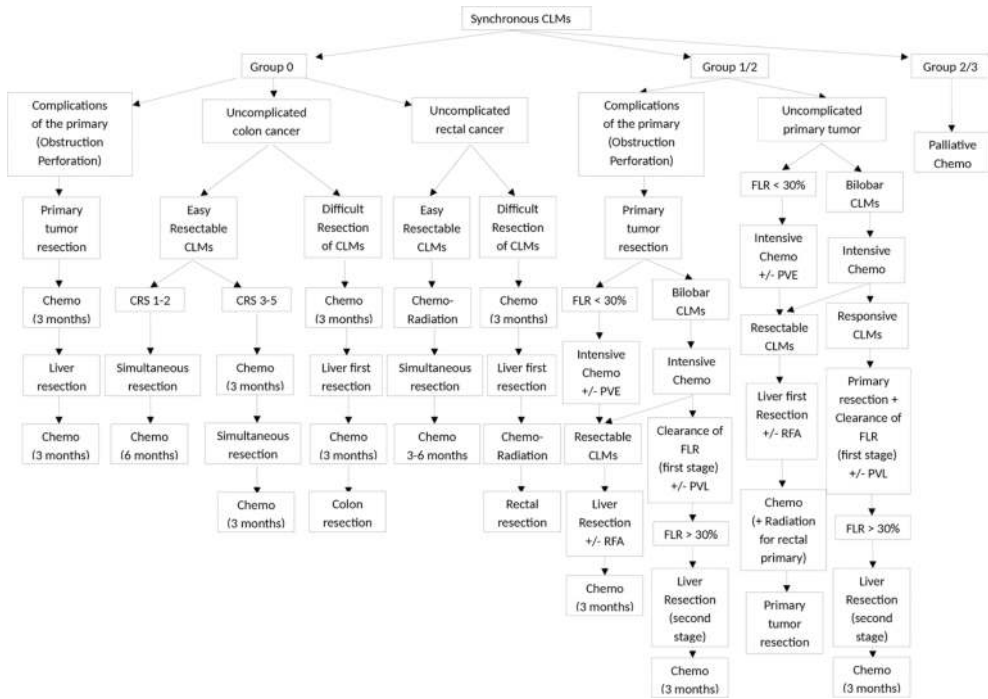 Synchronous CLMs
Group 0
Group 1/2
Group 2/3
Complications
of the primary
(Obstruction
Perforation)
Uncomplicated
colon cancer
Uncomplicated
rectal cancer
Complications
of the primary
(Obstruction
Perforation)
Uncomplicated
primary tumor
Palliative
Chemo
Primary
tumor
resection
Easy
Resectable
CLMs
Difficult
Resection
of CLMs
Easy
Resectable
CLMs
Difficult
Resection
of CLMs
Primary
tumor
resection
FLR < 30%
Bilobar
CLMs
Chemo
(3 months)
CRS 1-2
CRS 3-5
Chemo
(3 months)
Chemo-
Radiation
Chemo
(3 months)
FLR < 30%
Bilobar
CLMs
Intensive
Chemo
+/- PVE
Intensive
Chemo
Liver
resection
Simultaneous
resection
Chemo
(3 months)
Liver first
resection
Simultaneous
resection
Liver first
resection
Intensive
Chemo
+/- PVE
Intensive
Chemo
Resectable
CLMs
Responsive
CLMs
Chemo
(3 months)
Chemo
(6 months)
Simultaneous
resection
Chemo
(3 months)
Chemo-
3-6 months
Chemo-
Radiation
Resectable
CLMs
Clearance of
FLR
(first stage)
+/- PVL
Liver first
Resection
+/- RFA
Primary
resection +
Clearance of
FLR
(first stage)
+/- PVL
Chemo
(3 months)
Colon
resection
Rectal
resection
Liver
Resection
+/- RFA
FLR > 30%
Chemo
(+ Radiation
for rectal
primary)
FLR > 30%
Chemo
(3 months)
Liver
Resection
(second
stage)
Primary
tumor
resection
Liver
Resection
(second
stage)
Chemo
(3 months)
Chemo
(3 months)